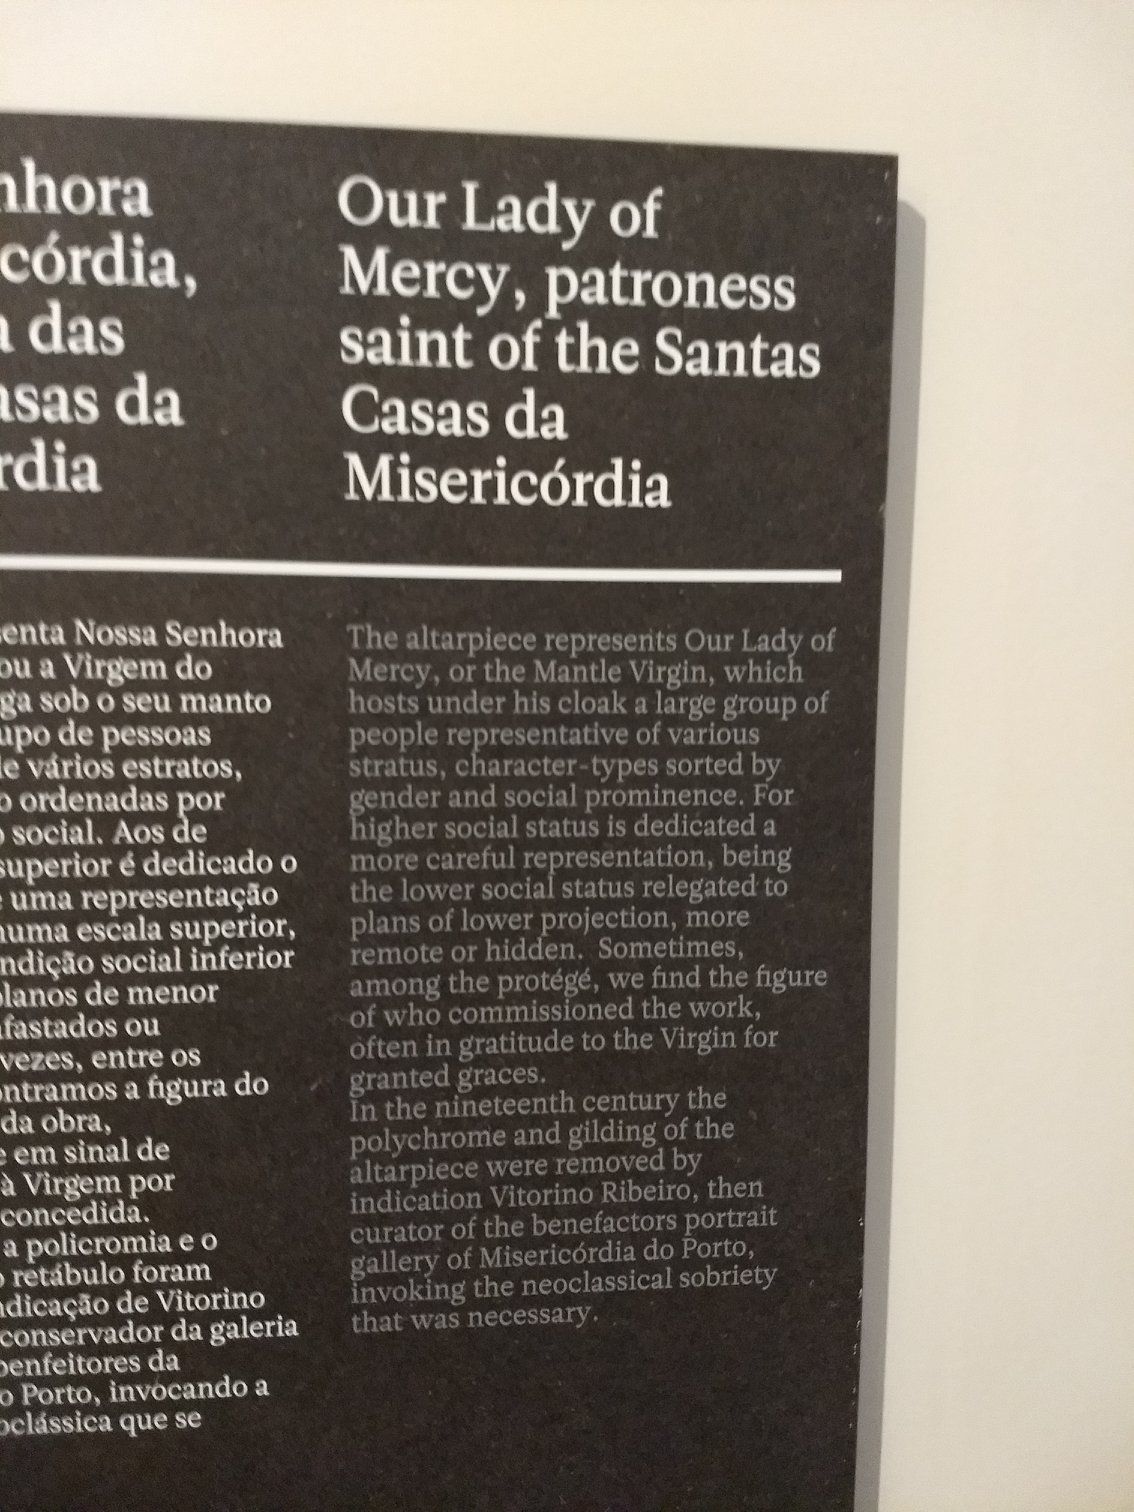 nhora
córdia,
das
sas da
rdia
Our Lady of
Mercy, patroness
saint of the Santas
Casas da
Misericórdia
senta Nossa Senhora
ou a Virgem do
ga sob o seu manto
upo de pessoas
de vários estratos,
o ordenadas por
o social. Aos de
superior é dedicado o
e uma representação
numa escala superior,
ndição social inferior
planos de menor
afastados ou
vezes, entre os
ontramos a figura do
da obra,
e em sinal de
à Virgem por
concedida.
a policromia e o
o retábulo foram
ndicação de Vitorino
conservador da galeria
benfeitores da
o Porto, invocando a
oclássica que se
The altarpiece represents Our Lady of
Mercy, or the Mantle Virgin, which
hosts under his cloak a large group of
people representative of various
stratus, character-types sorted by
gender and social prominence. For
higher social status is dedicated a
more careful representation, being
the lower social status relegated to
plans of lower projection, more
remote or hidden. Sometimes,
among the protégé, we find the figure
of who commissioned the work,
often in gratitude to the Virgin for
granted graces.
In the nineteenth century the
polychrome and gilding of the
altarpiece were removed by
indication Vitorino Ribeiro, then
curator of the benefactors portrait
gallery of Misericórdia do Porto,
invoking the neoclassical sobriety
that was necessary.